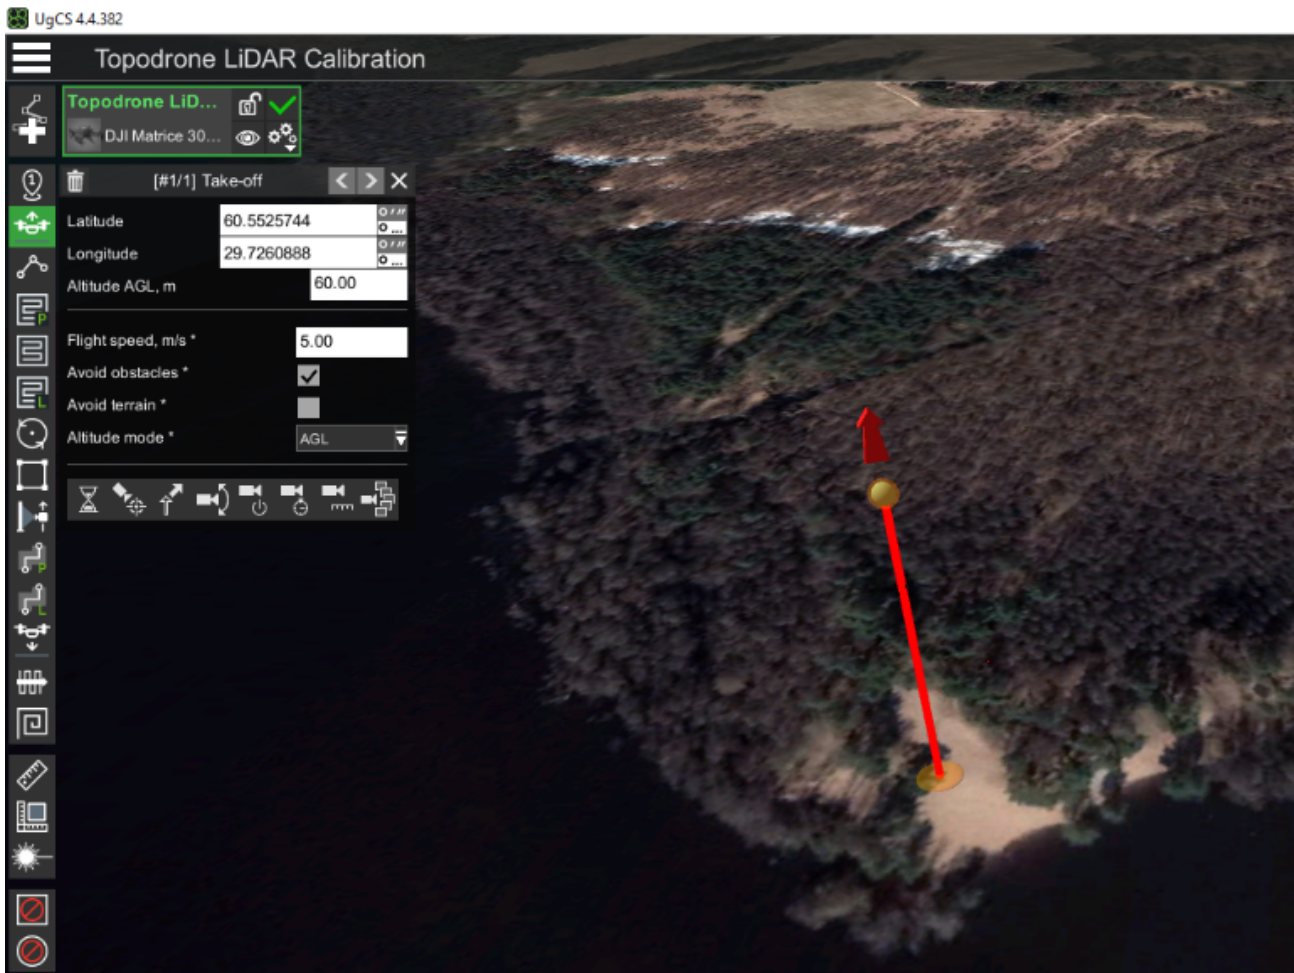 UgCS 4.4.382
Topodrone LiDAR Calibration
Topodrone LiD...
DJI Matrice 30...
[#1/1] Take-off
Latitude 60.5525744
Longitude 29.7260888
Altitude AGL, m 60.00
Flight speed, m/s * 5.00
Avoid obstacles *
Avoid terrain *
Altitude mode * AGL